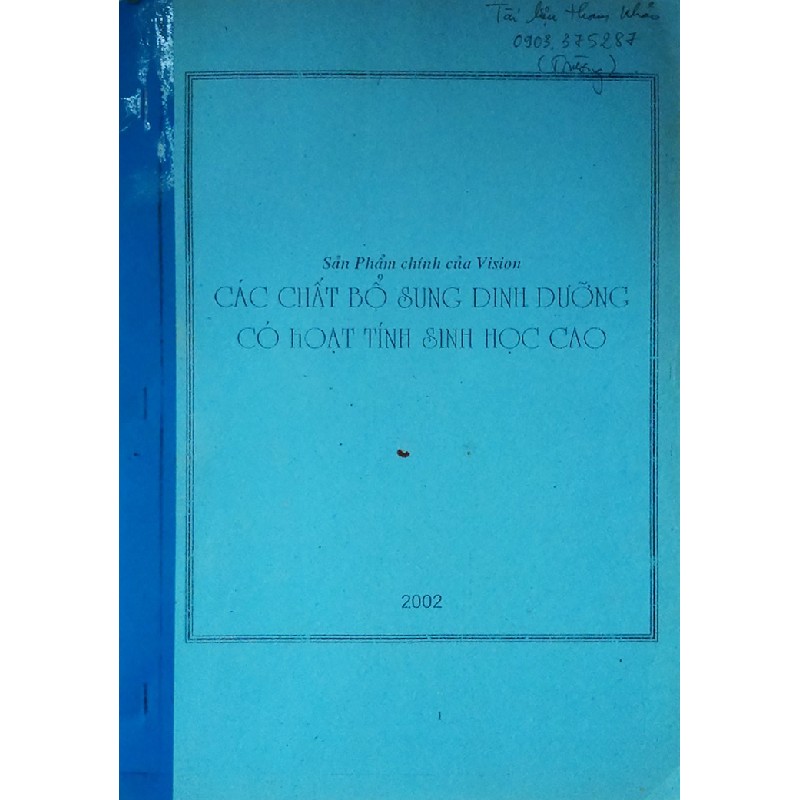 Tài liệu tham khảo
0903.375287
Sản Phẩm chính của Vision
CÁC CHẤT BỔ SUNG DINH DƯỠNG
CÓ HOẠT TÍNH SINH HỌC CAO
2002